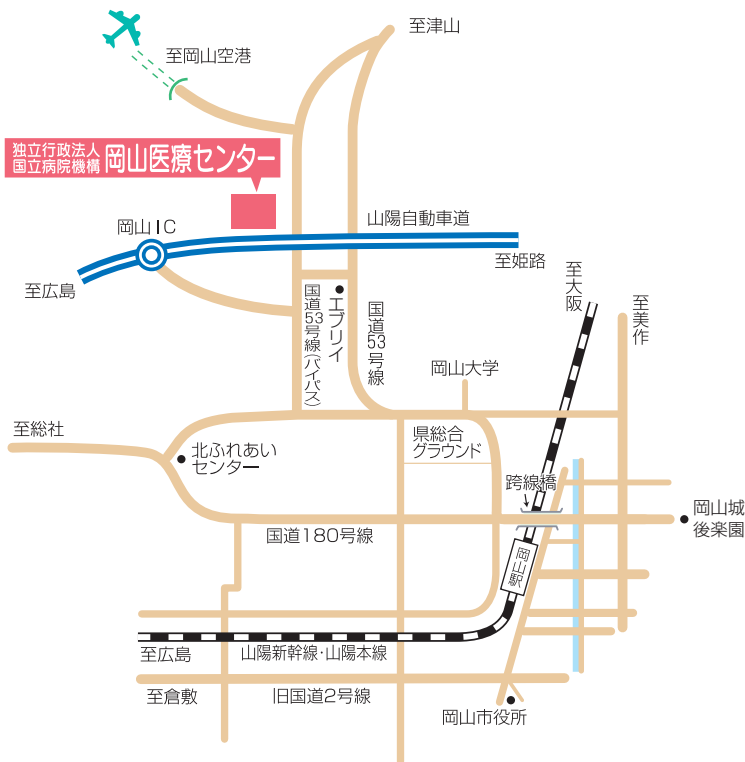 至津山
至岡山空港
独立行政法人
国立病院機構
岡山医療センター
岡山IC
山陽自動車道
至姫路
至広島
至大阪
至美作
国道53号線(バイパス)
エブリイ
国道53号線
岡山大学
至総社
北ふれあい
センター
県総合
グラウンド
跨線橋
岡山城
後楽園
国道180号線
岡山駅
至広島
山陽新幹線・山陽本線
至倉敷
旧国道2号線
岡山市役所